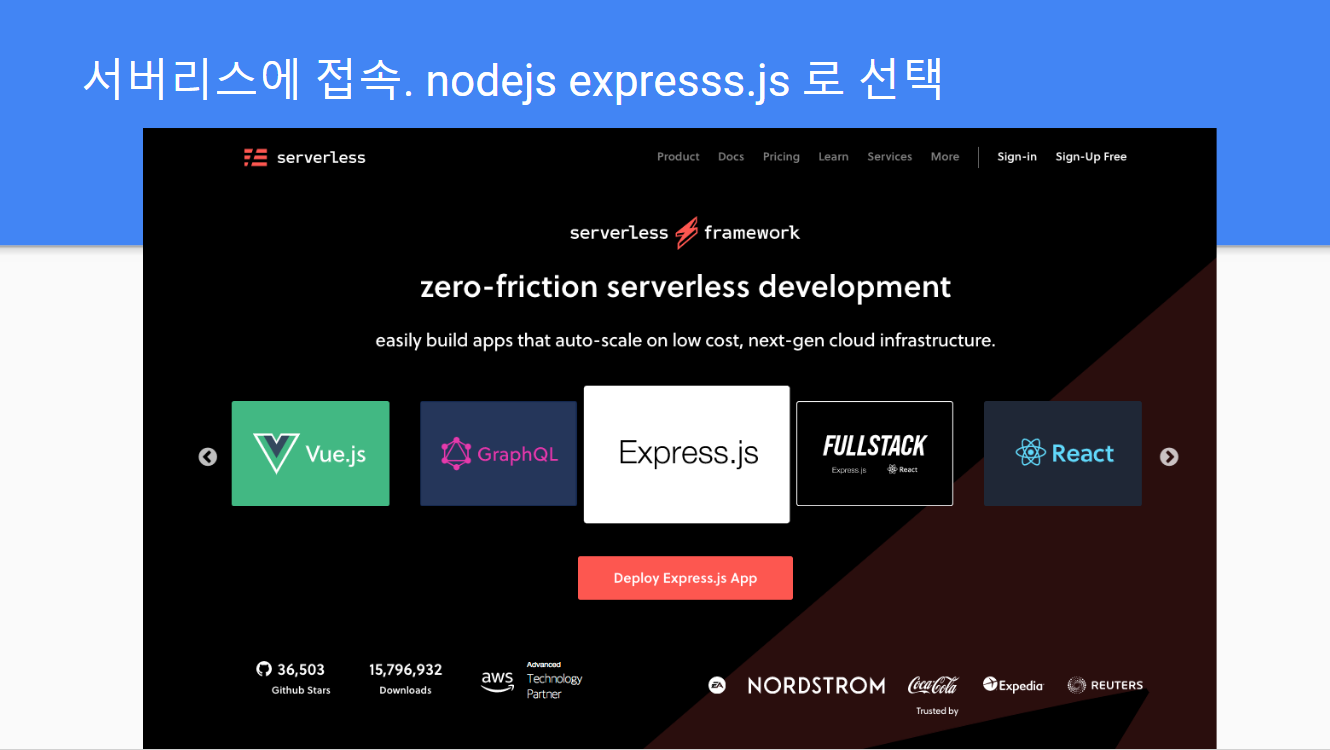 서버리스에 접속. nodejs expresss.js 로 선택
serverless
Product Docs Pricing Learn Services More Sign-in Sign-Up Free
serverless framework
zero-friction serverless development
easily build apps that auto-scale on low cost, next-gen cloud infrastructure.
Vue.js
GraphQL
Express.js
FULLSTACK
Express.js React
React
Deploy Express.js App
36,503
Github Stars
15,796,932
Downloads
aws
Advanced
Technology
Partner
EA NORDSTROM Coca-Cola Expedia REUTERS
Trusted by